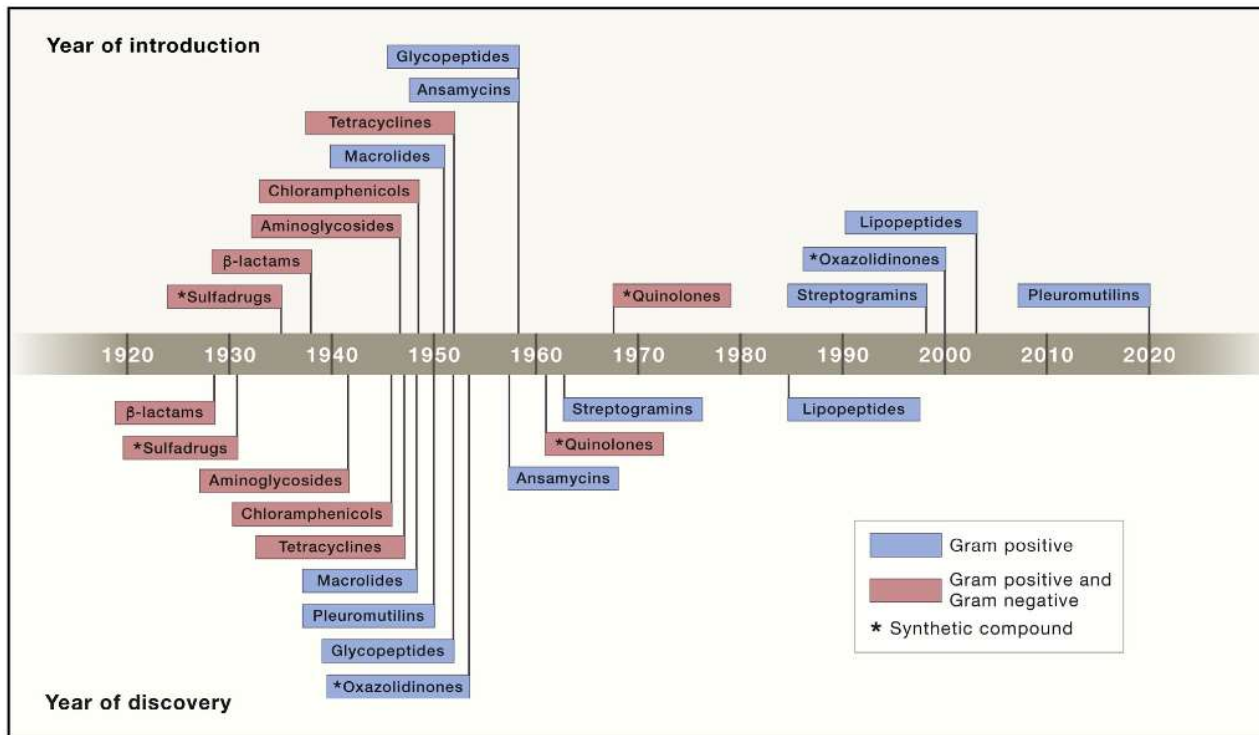 Year of introduction
Glycopeptides
Ansamycins
Tetracyclines
Macrolides
Chloramphenicols
Aminoglycosides
Lipopeptides
β-lactams
*Oxazolidinones
*Sulfadrugs
*Quinolones
Streptogramins
Pleuromutilins
1920 1930 1940 1950 1960 1970 1980 1990 2000 2010 2020
β-lactams
Streptogramins
Lipopeptides
*Sulfadrugs
*Quinolones
Aminoglycosides
Ansamycins
Chloramphenicols
Tetracyclines
Macrolides
Pleuromutilins
Glycopeptides
*Oxazolidinones
Year of discovery
Gram positive
Gram positive and
Gram negative
* Synthetic compound